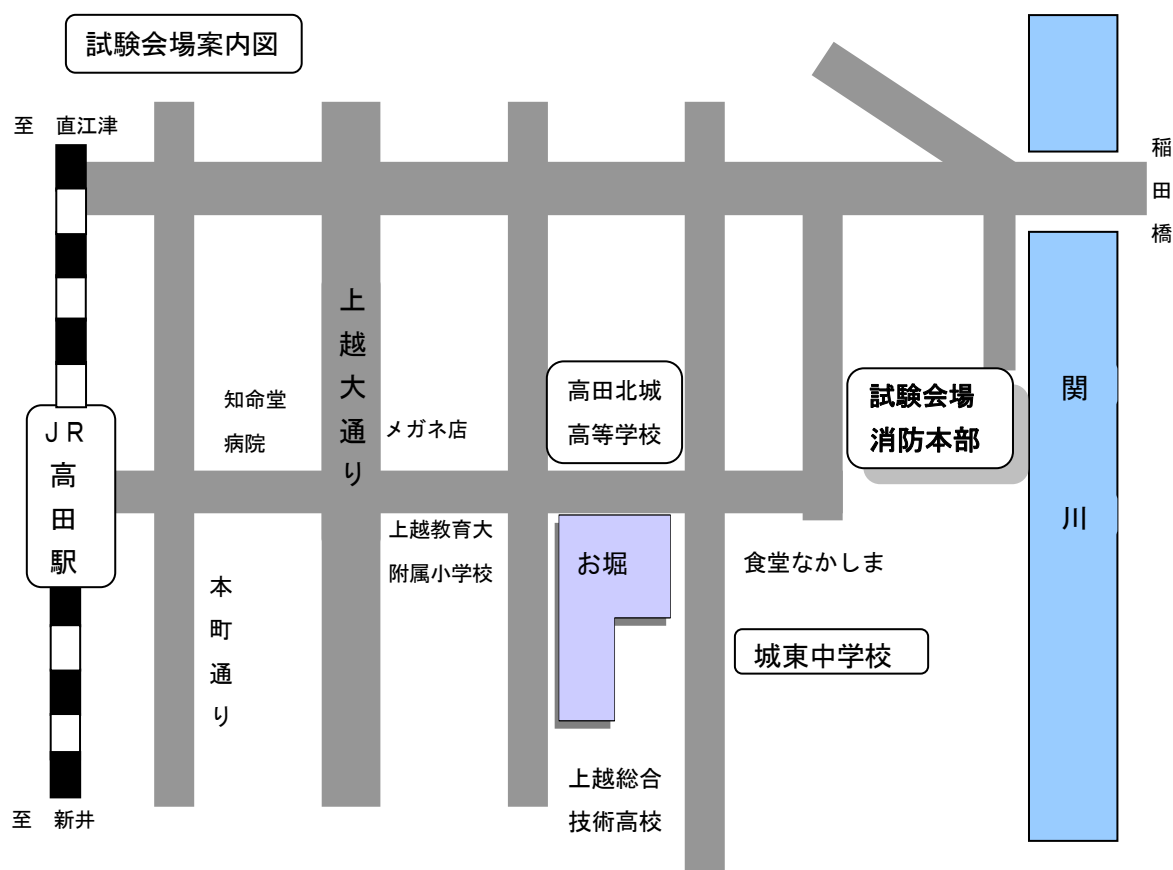 試験会場案内図
至 直江津
稲田橋
上越大通り
知命堂
病院
メガネ店
高田北城
高等学校
試験会場
消防本部
関川
JR高田駅
上越教育大
附属小学校
お堀
食堂なかしま
本町通り
城東中学校
上越総合
技術高校
至 新井